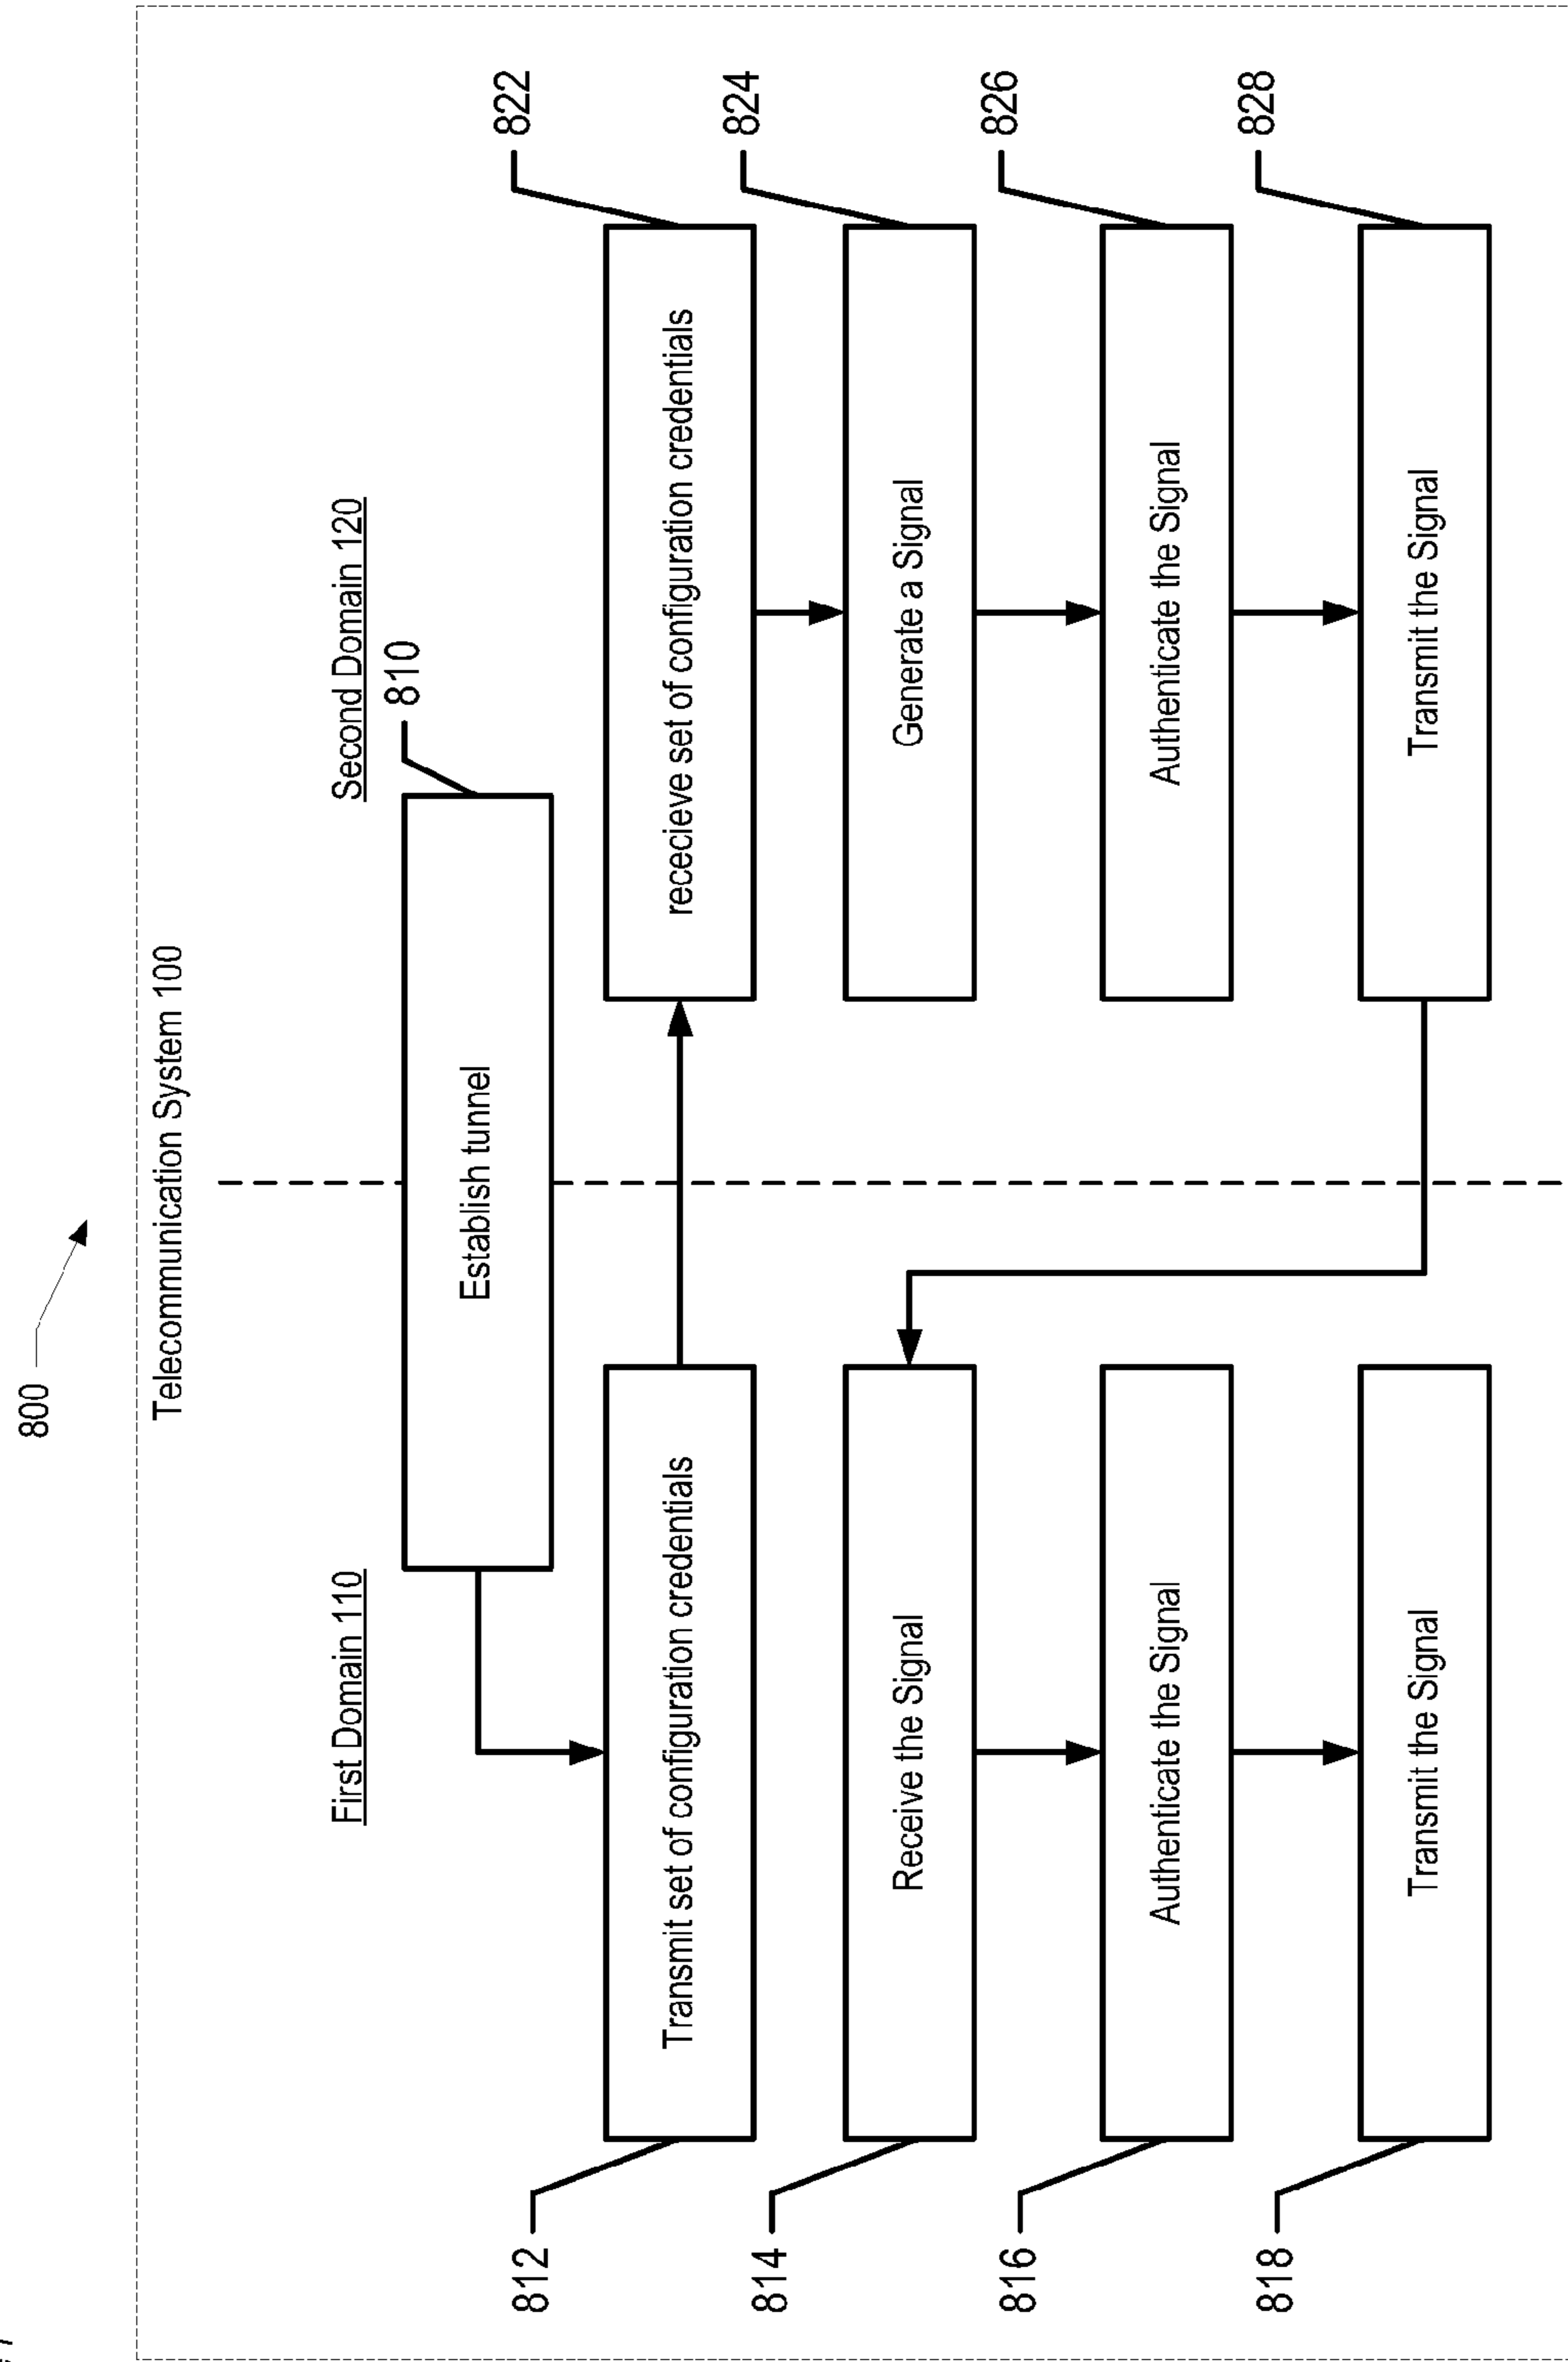 800
Telecommunication System 100
First Domain 110
Second Domain 120
810
Establish tunnel
812
Transmit set of configuration credentials
822
rececieve set of configuration credentials
814
Receive the Signal
824
Generate a Signal
816
Authenticate the Signal
826
Authenticate the Signal
818
Transmit the Signal
828
Transmit the Signal